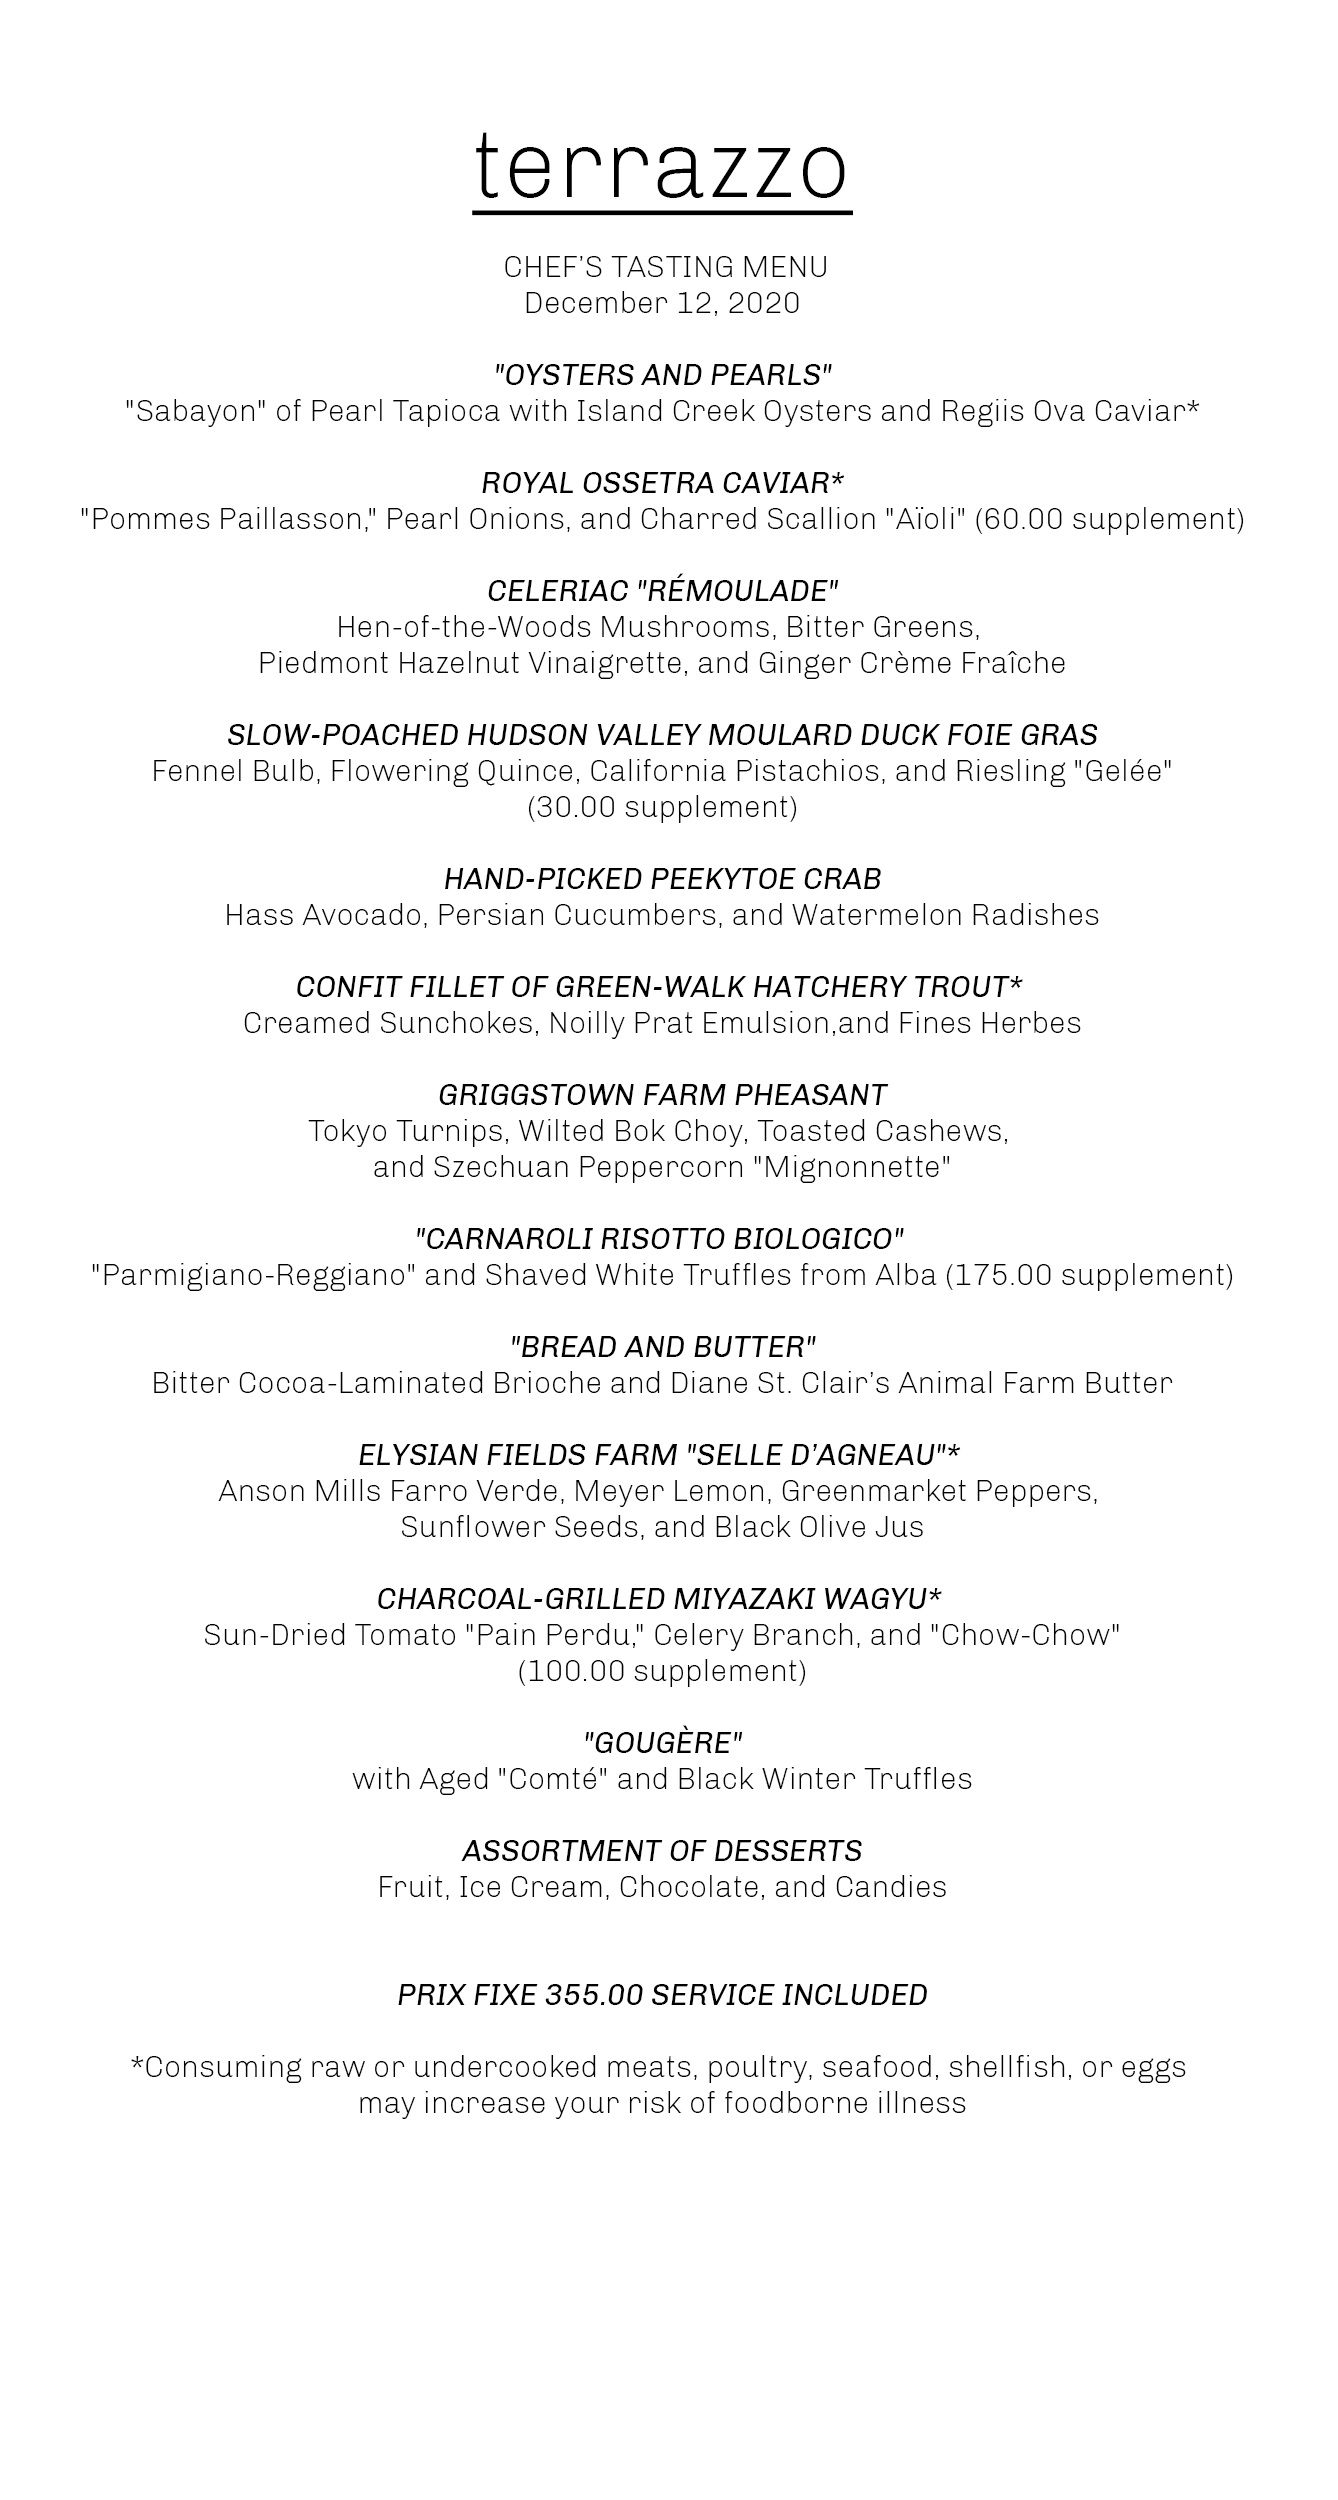 terrazzo
CHEF’S TASTING MENU
December 12, 2020
"OYSTERS AND PEARLS"
"Sabayon" of Pearl Tapioca with Island Creek Oysters and Regiis Ova Caviar*
ROYAL OSSETRA CAVIAR*
"Pommes Paillasson," Pearl Onions, and Charred Scallion "Aïoli" (60.00 supplement)
CELERIAC "RÉMOULADE"
Hen-of-the-Woods Mushrooms, Bitter Greens,
Piedmont Hazelnut Vinaigrette, and Ginger Crème Fraîche
SLOW-POACHED HUDSON VALLEY MOULARD DUCK FOIE GRAS
Fennel Bulb, Flowering Quince, California Pistachios, and Riesling "Gelée"
(30.00 supplement)
HAND-PICKED PEEKYTOE CRAB
Hass Avocado, Persian Cucumbers, and Watermelon Radishes
CONFIT FILLET OF GREEN-WALK HATCHERY TROUT*
Creamed Sunchokes, Noilly Prat Emulsion,and Fines Herbes
GRIGGSTOWN FARM PHEASANT
Tokyo Turnips, Wilted Bok Choy, Toasted Cashews,
and Szechuan Peppercorn "Mignonnette"
"CARNAROLI RISOTTO BIOLOGICO"
"Parmigiano-Reggiano" and Shaved White Truffles from Alba (175.00 supplement)
"BREAD AND BUTTER"
Bitter Cocoa-Laminated Brioche and Diane St. Clair’s Animal Farm Butter
ELYSIAN FIELDS FARM "SELLE D’AGNEAU"*
Anson Mills Farro Verde, Meyer Lemon, Greenmarket Peppers,
Sunflower Seeds, and Black Olive Jus
CHARCOAL-GRILLED MIYAZAKI WAGYU*
Sun-Dried Tomato "Pain Perdu," Celery Branch, and "Chow-Chow"
(100.00 supplement)
"GOUGÈRE"
with Aged "Comté" and Black Winter Truffles
ASSORTMENT OF DESSERTS
Fruit, Ice Cream, Chocolate, and Candies
PRIX FIXE 355.00 SERVICE INCLUDED
*Consuming raw or undercooked meats, poultry, seafood, shellfish, or eggs
may increase your risk of foodborne illness